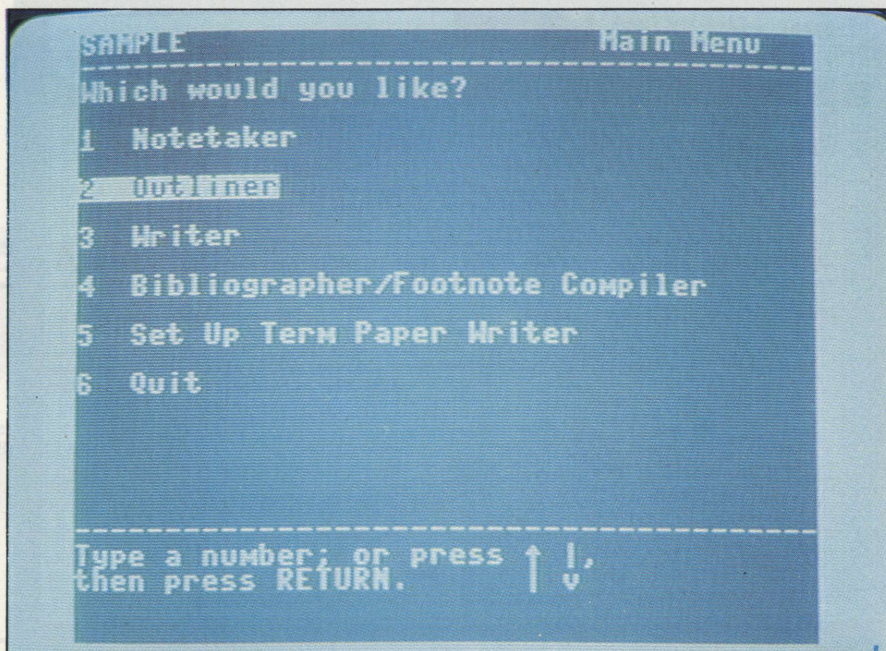 SAMPLE Main Menu
Which would you like?
1 Notetaker
2 Outliner
3 Writer
4 Bibliographer/Footnote Compiler
5 Set Up Term Paper Writer
6 Quit
Type a number; or press ↑ ↓,
then press RETURN.